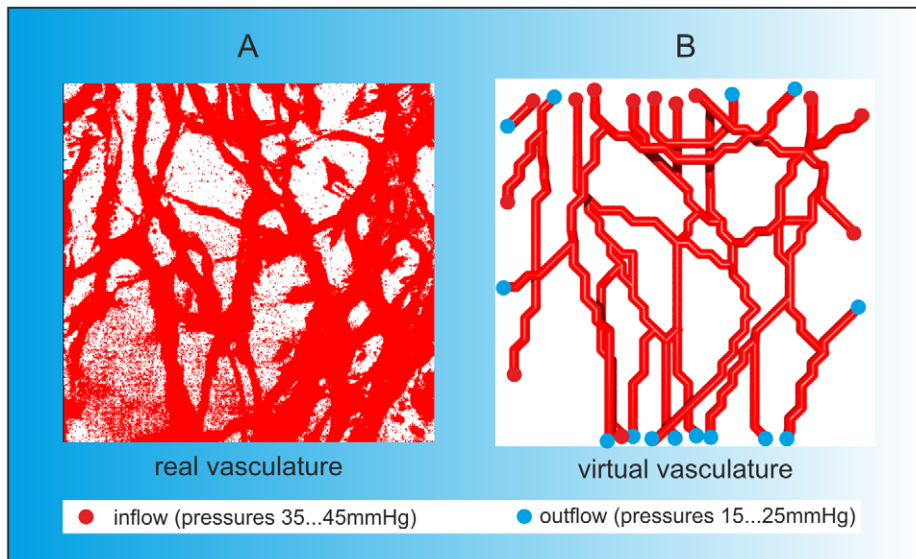 A
B
real vasculature
virtual vasculature
inflow (pressures 35...45mmHg)
outflow (pressures 15...25mmHg)